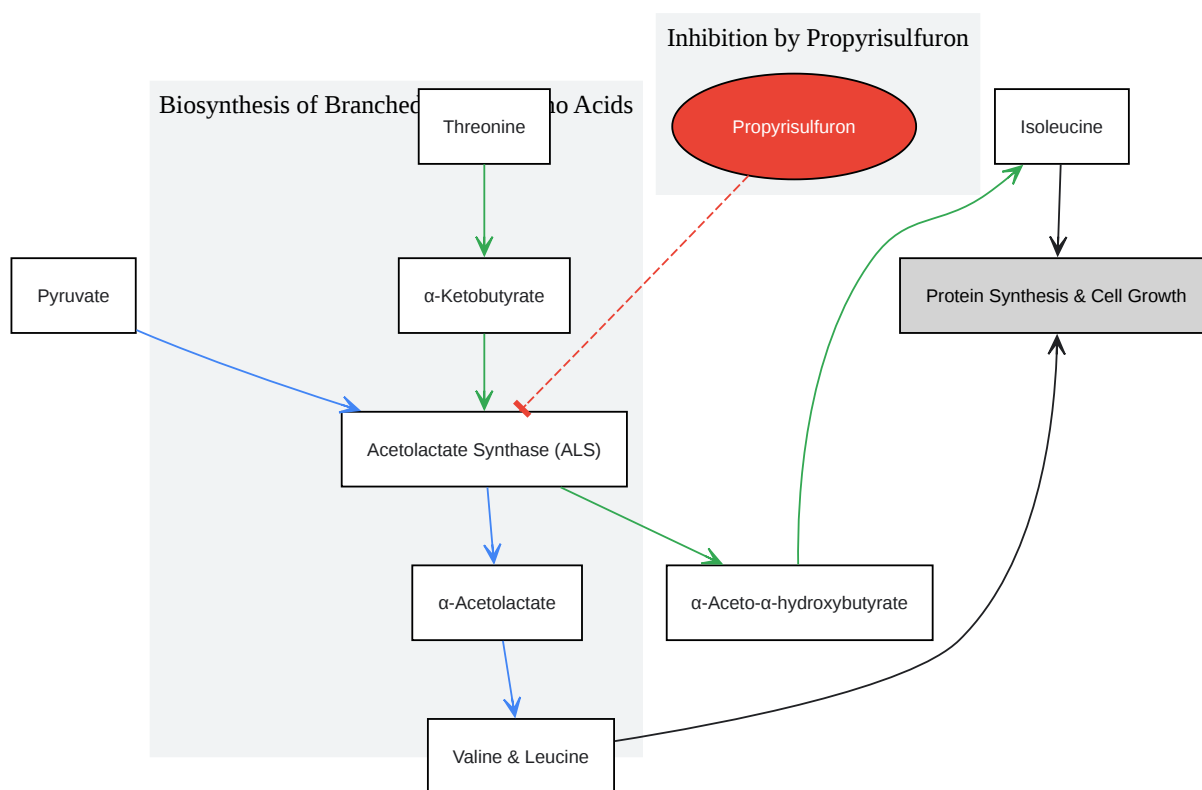 Inhibition by Propyrisulfuron
Biosynthesis of Branched no Acids
Threonine
Propyrisulfuron
Isoleucine
Pyruvate
α-Ketobutyrate
Protein Synthesis & Cell Growth
Acetolactate Synthase (ALS)
α-Acetolactate
α-Aceto-α-hydroxybutyrate
Valine & Leucine